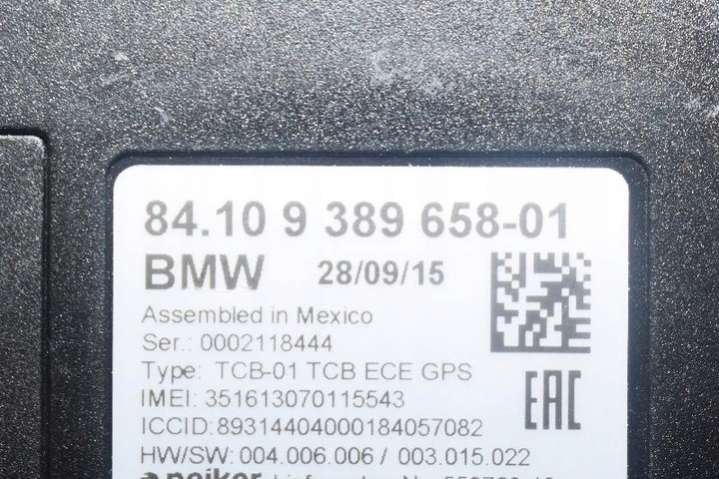 84.10 9 389 658-01
BMW 28/09/15
Assembled in Mexico
Ser.: 0002118444
Type: TCB-01 TCB ECE GPS
IMEI: 351613070115543
EAC
ICCID: 89314404000184057082
HW/SW: 004.006.006 / 003.015.022
peiker